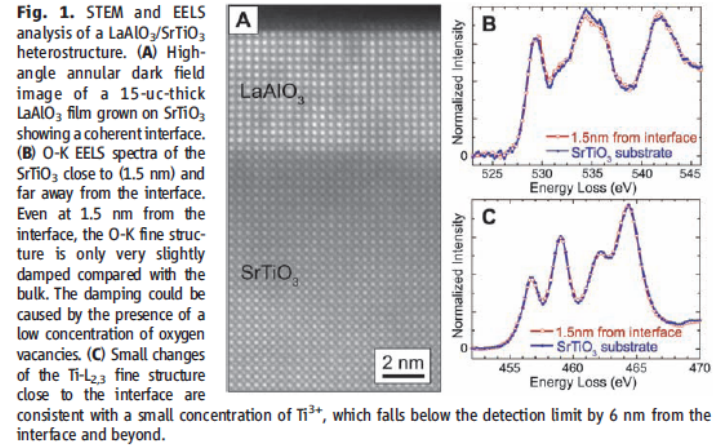 Fig. 1. STEM and EELS
analysis of a LaAlO₃/SrTiO₃
heterostructure. (A) High-
angle annular dark field
image of a 15-uc-thick
LaAlO₃ film grown on SrTiO₃
showing a coherent interface.
(B) O-K EELS spectra of the
SrTiO₃ close to (1.5 nm) and
far away from the interface.
Even at 1.5 nm from the
interface, the O-K fine struc-
ture is only very slightly
damped compared with the
bulk. The damping could be
caused by the presence of a
low concentration of oxygen
vacancies. (C) Small changes
of the Ti-L₂,₃ fine structure
close to the interface are
consistent with a small concentration of Ti³⁺, which falls below the detection limit by 6 nm from the
interface and beyond.
A
LaAlO₃
SrTiO₃
2 nm
B
Normalized Intensity
0
1.5nm from interface
SrTiO₃ substrate
525 530 535 540 545
Energy Loss (eV)
C
Normalized Intensity
0
1.5nm from interface
SrTiO₃ substrate
455 460 465 470
Energy Loss (eV)